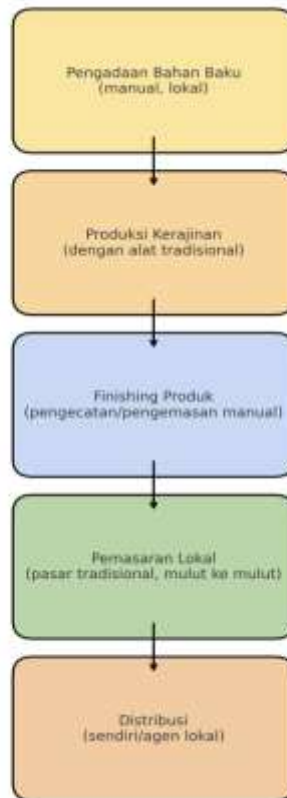 Pengadaan Bahan Baku
(manual, lokal)
Produksi Kerajinan
(dengan alat tradisional)
Finishing Produk
(pengecatan/pengemasan manual)
Pemasaran Lokal
(pasar tradisional, mulut ke mulut)
Distribusi
(sendiri/agen lokal)